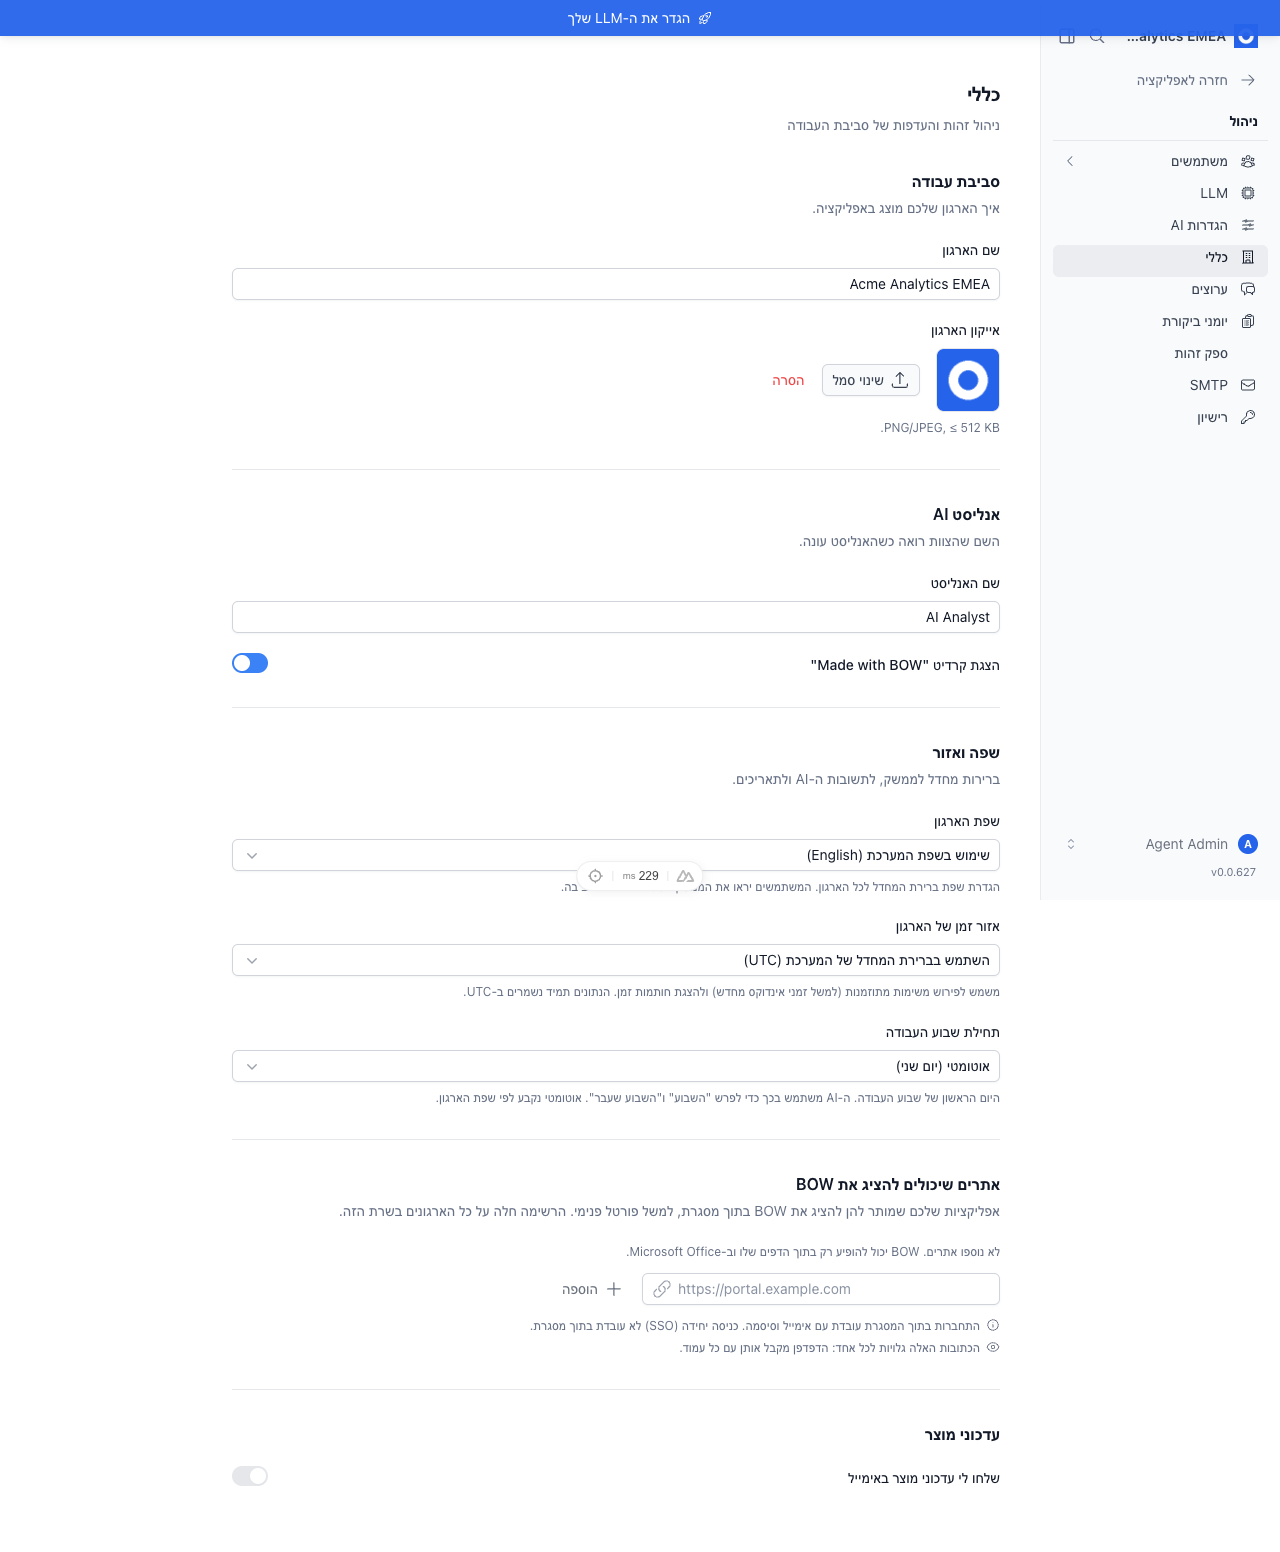 הגדר את ה-LLM שלך
...alytics EMEA
חזרה לאפליקציה
ניהול
משתמשים
LLM
הגדרות AI
כללי
ערוצים
יומני ביקורת
ספק זהות
SMTP
רישיון
Agent Admin
A
v0.0.627
כללי
ניהול זהות והעדפות של סביבת העבודה
סביבת עבודה
איך הארגון שלכם מוצג באפליקציה.
שם הארגון
Acme Analytics EMEA
אייקון הארגון
שינוי סמל
הסרה
PNG/JPEG, ≤ 512 KB.
אנליסט AI
השם שהצוות רואה כשהאנליסט עונה.
שם האנליסט
AI Analyst
הצגת קרדיט "Made with BOW"
שפה ואזור
ברירות מחדל לממשק, לתשובות ה-AI ולתאריכים.
שפת הארגון
שימוש בשפת המערכת (English)
229 ms
הגדרת שפת ברירת המחדל לכל הארגון. המשתמשים יראו את בה.
אזור זמן של הארגון
השתמש בברירת המחדל של המערכת (UTC)
משמש לפירוש משימות מתוזמנות (למשל זמני אינדוקס מחדש) ולהצגת חותמות זמן. הנתונים תמיד נשמרים ב-UTC.
תחילת שבוע העבודה
אוטומטי (יום שני)
היום הראשון של שבוע העבודה. ה-AI משתמש בכך כדי לפרש "השבוע" ו"השבוע שעבר". אוטומטי נקבע לפי שפת הארגון.
אתרים שיכולים להציג את BOW
אפליקציות שלכם שמותר להן להציג את BOW בתוך מסגרת, למשל פורטל פנימי. הרשימה חלה על כל הארגונים בשרת הזה.
לא נוספו אתרים. BOW יכול להופיע רק בתוך הדפים שלו וב-Microsoft Office.
https://portal.example.com
הוספה
התחברות בתוך המסגרת עובדת עם אימייל וסיסמה. כניסה יחידה (SSO) לא עובדת בתוך מסגרת.
הכתובות האלה גלויות לכל אחד: הדפדפן מקבל אותן עם כל עמוד.
עדכוני מוצר
שלחו לי עדכוני מוצר באימייל